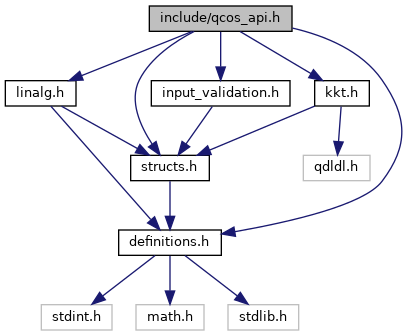 include/qcos_api.h
linalg.h
input_validation.h
kkt.h
structs.h
qdldl.h
definitions.h
stdint.h
math.h
stdlib.h